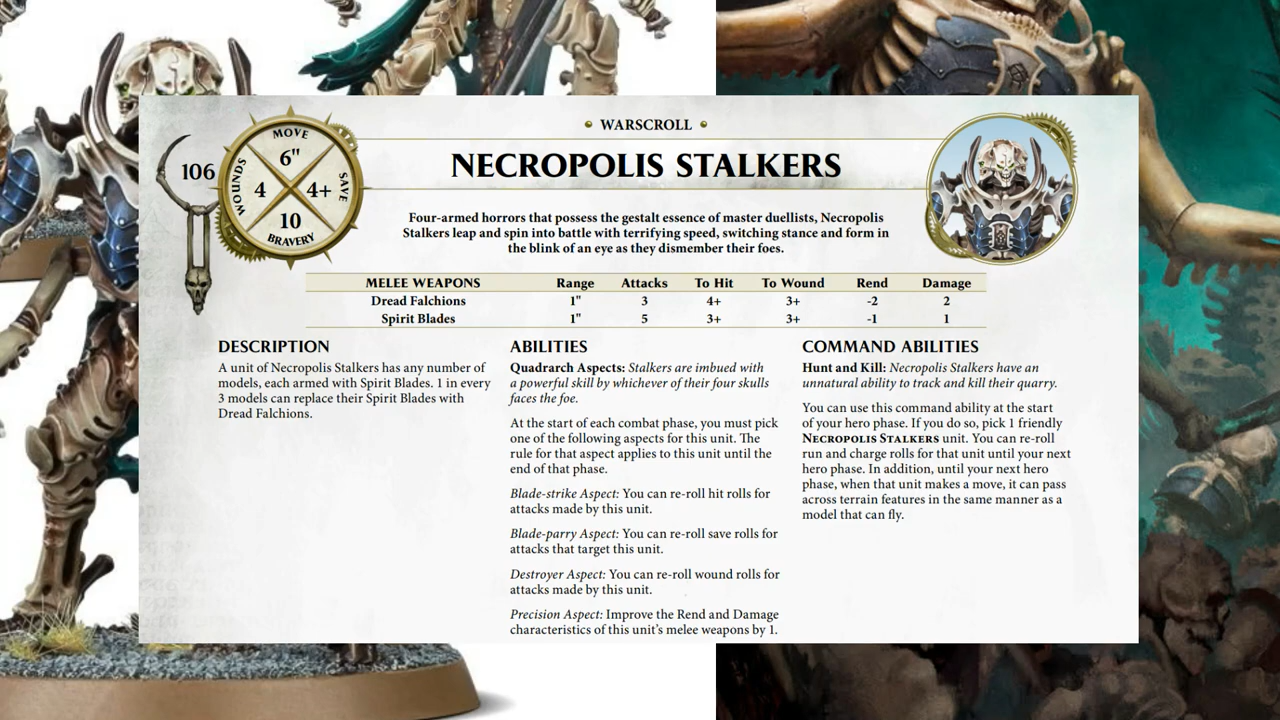 WARSCROLL
NECROPOLIS STALKERS
106
MOVE
6"
WOUNDS
4
4+
SAVE
10
BRAVERY
Four-armed horrors that possess the gestalt essence of master duellists, Necropolis
Stalkers leap and spin into battle with terrifying speed, switching stance and form in
the blink of an eye as they dismember their foes.
MELEE WEAPONS Range Attacks To Hit To Wound Rend Damage
Dread Falchions 1" 3 4+ 3+ -2 2
Spirit Blades 1" 5 3+ 3+ -1 1
DESCRIPTION
A unit of Necropolis Stalkers has any number of
models, each armed with Spirit Blades. 1 in every
3 models can replace their Spirit Blades with
Dread Falchions.
ABILITIES
Quadrarch Aspects: Stalkers are imbued with
a powerful skill by whichever of their four skulls
faces the foe.
At the start of each combat phase, you must pick
one of the following aspects for this unit. The
rule for that aspect applies to this unit until the
end of that phase.
Blade-strike Aspect: You can re-roll hit rolls for
attacks made by this unit.
Blade-parry Aspect: You can re-roll save rolls for
attacks that target this unit.
Destroyer Aspect: You can re-roll wound rolls for
attacks made by this unit.
Precision Aspect: Improve the Rend and Damage
characteristics of this unit's melee weapons by 1.
COMMAND ABILITIES
Hunt and Kill: Necropolis Stalkers have an
unnatural ability to track and kill their quarry.
You can use this command ability at the start
of your hero phase. If you do so, pick 1 friendly
NECROPOLIS STALKERS unit. You can re-roll
run and charge rolls for that unit until your next
hero phase. In addition, until your next hero
phase, when that unit makes a move, it can pass
across terrain features in the same manner as a
model that can fly.